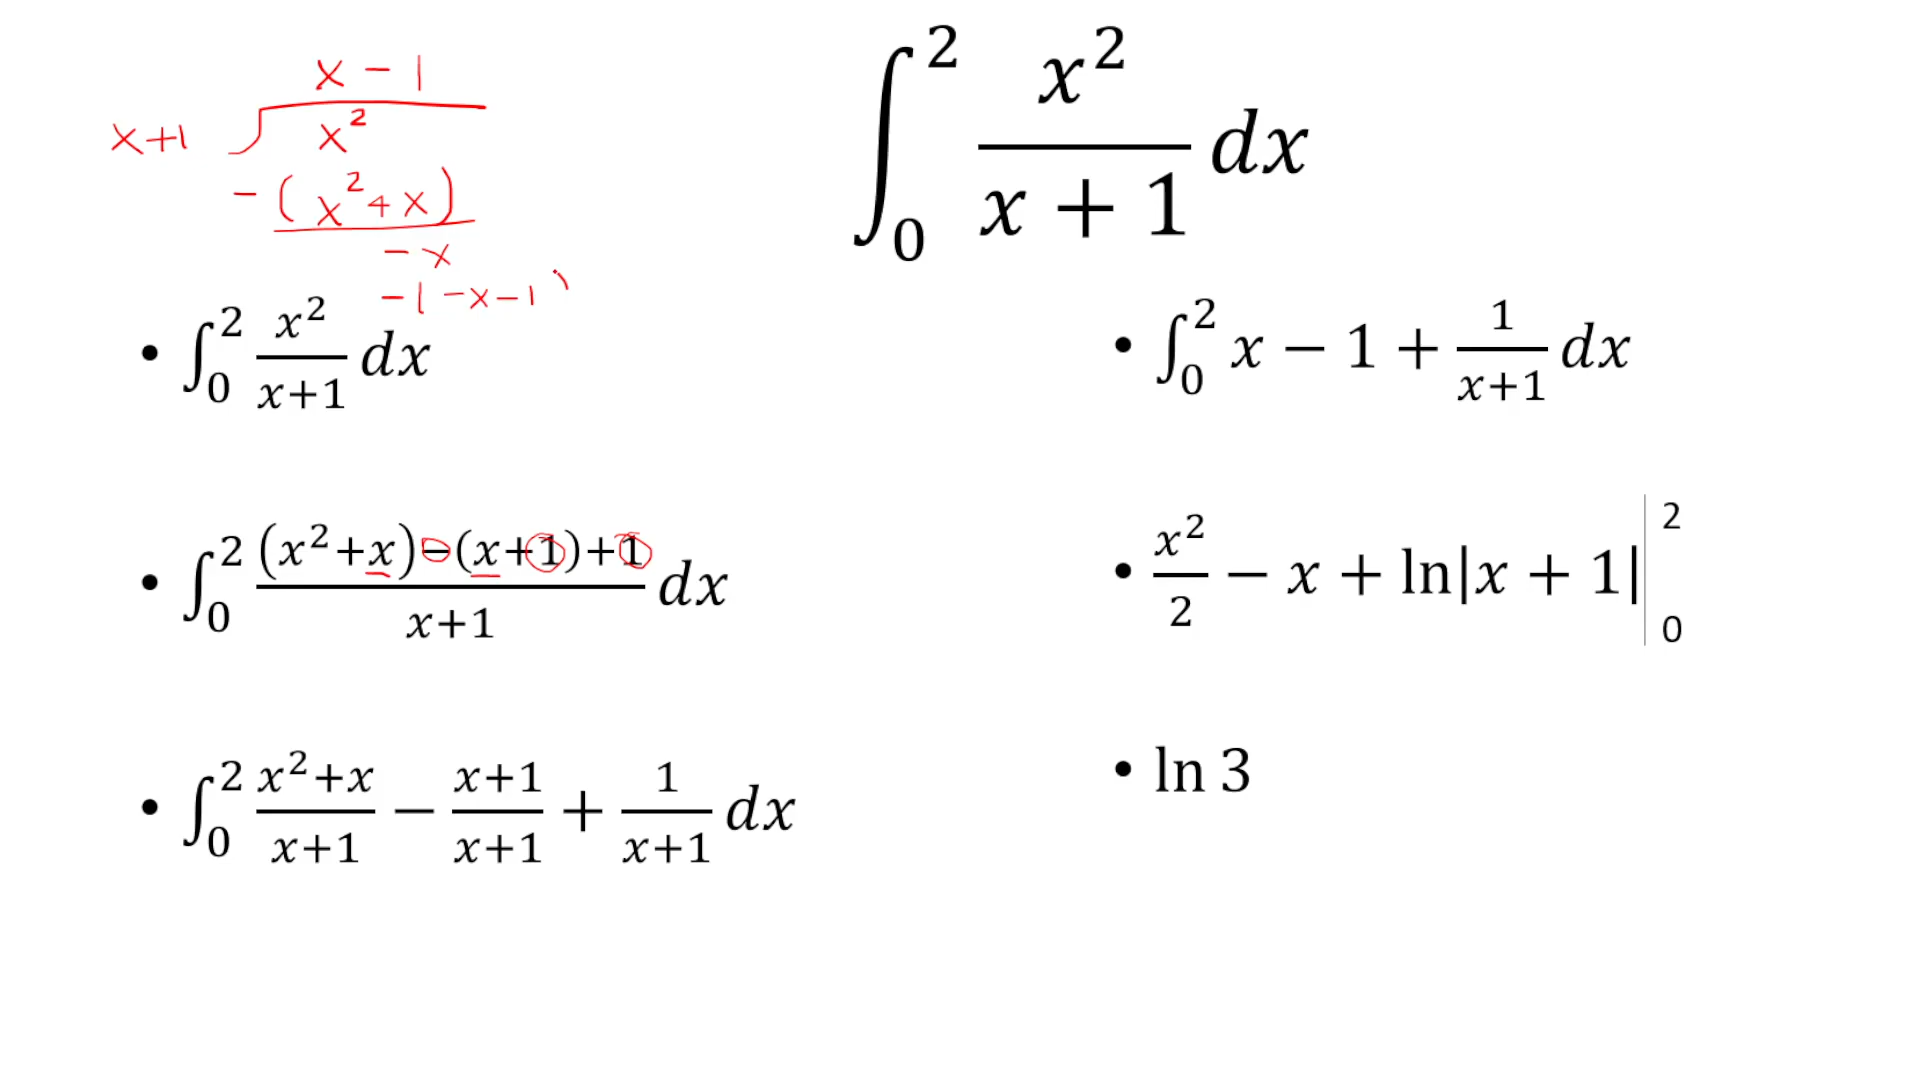 x - 1
x+1 x²
- (x²+x)
- x
- 1 -x-1)
∫₀² x²/(x+1) dx
• ∫₀² x²/(x+1) dx
• ∫₀² ((x²+x)−(x+1)+1)/(x+1) dx
• ∫₀² (x²+x)/(x+1) − (x+1)/(x+1) + 1/(x+1) dx
• ∫₀² x − 1 + 1/(x+1) dx
• x²/2 − x + ln|x + 1| |₀²
• ln 3